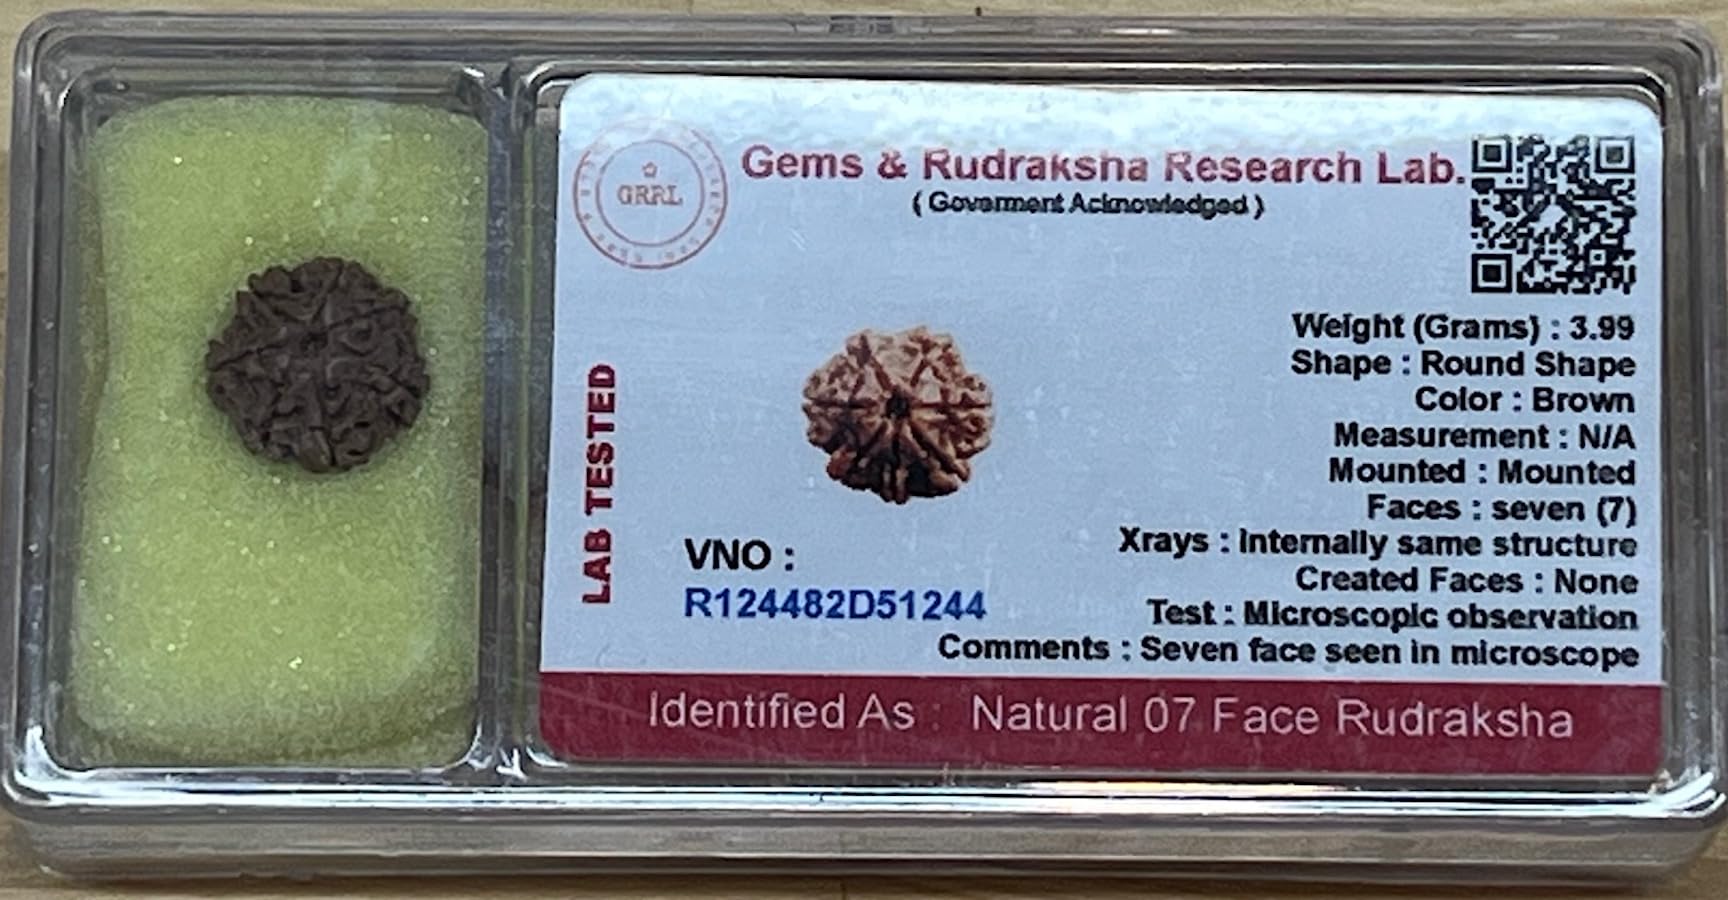 Gems & Rudraksha Research Lab.
( Goverment Acknowledged )
GRRL
Weight (Grams) : 3.99
Shape : Round Shape
Color : Brown
Measurement : N/A
Mounted : Mounted
Faces : seven (7)
Xrays : Internally same structure
Created Faces : None
Test : Microscopic observation
Comments : Seven face seen in microscope
LAB TESTED
VNO :
R124482D51244
Identified As : Natural 07 Face Rudraksha